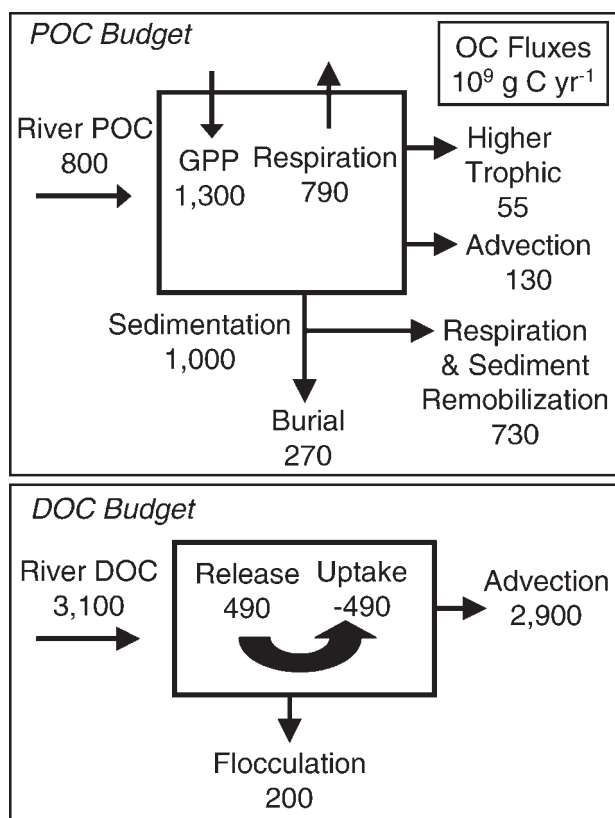 POC Budget
OC Fluxes
10⁹ g C yr⁻¹
River POC
800
GPP
1,300
Respiration
790
Higher
Trophic
55
Advection
130
Sedimentation
1,000
Respiration
& Sediment
Remobilization
730
Burial
270
DOC Budget
River DOC
3,100
Release
490
Uptake
-490
Advection
2,900
Flocculation
200